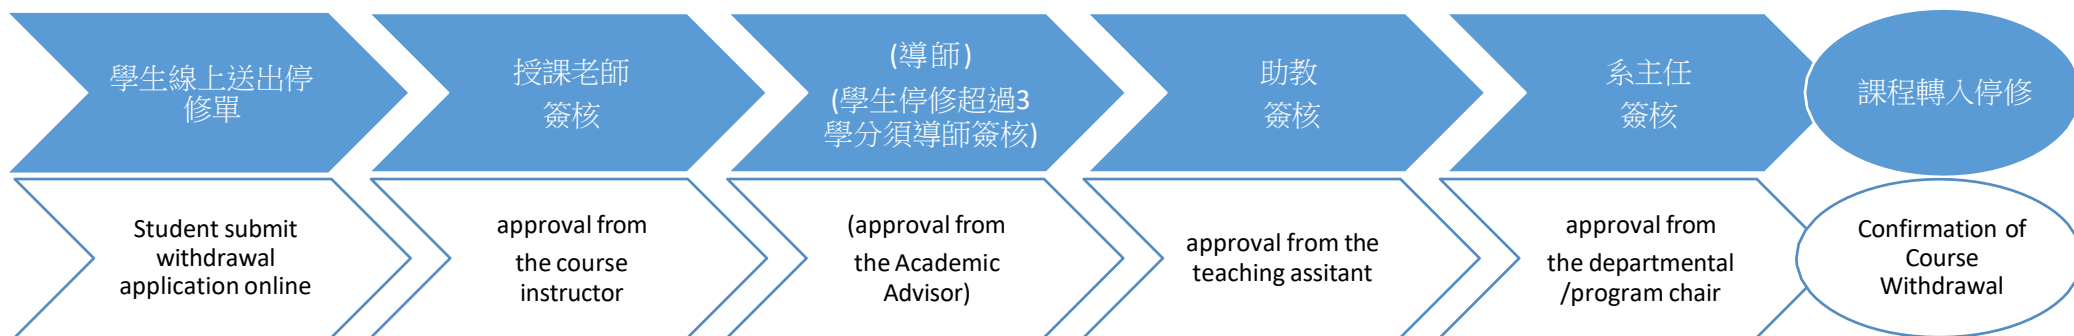 學生線上送出停
修單
授課老師
簽核
(導師)
(學生停修超過3
學分須導師簽核)
助教
簽核
系主任
簽核
課程轉入停修
Student submit
withdrawal
application online
approval from
the course
instructor
(approval from
the Academic
Advisor)
approval from the
teaching assitant
approval from
the departmental
/program chair
Confirmation of
Course
Withdrawal